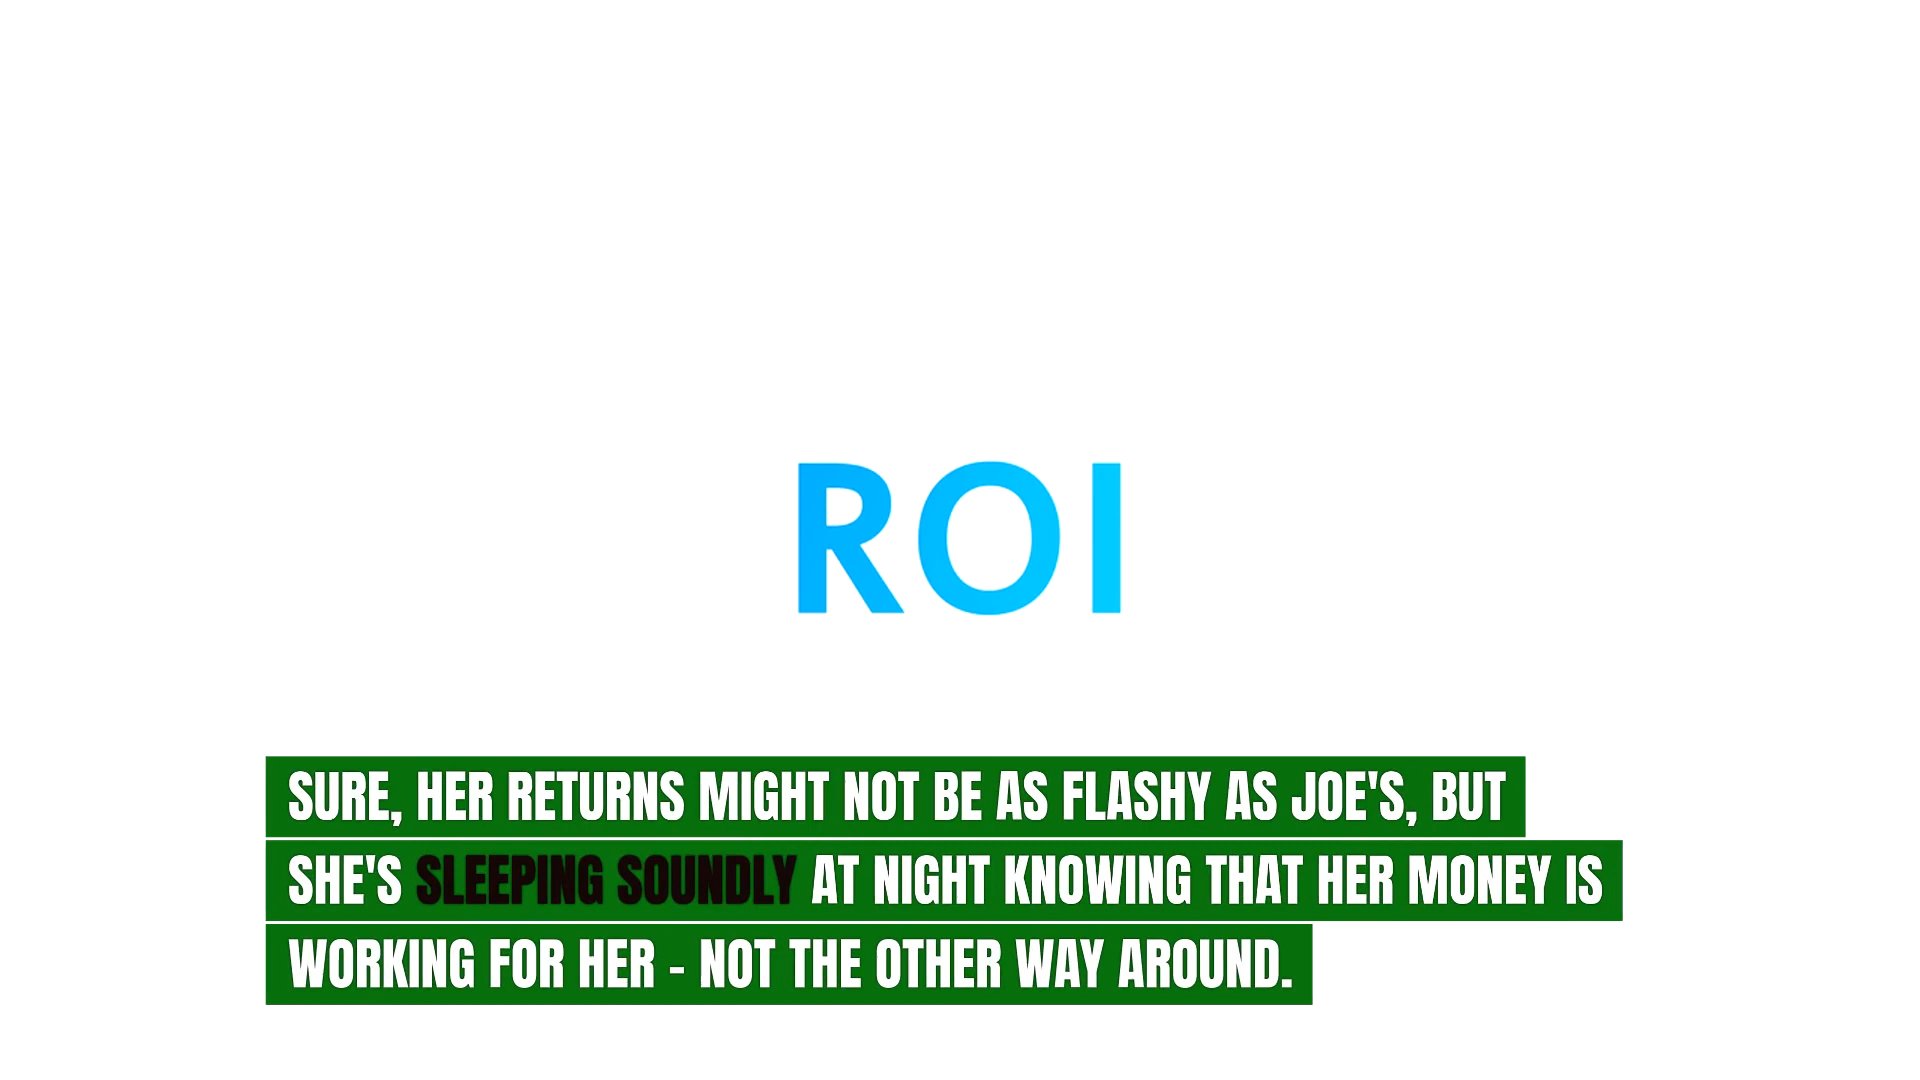 ROI
SURE, HER RETURNS MIGHT NOT BE AS FLASHY AS JOE'S, BUT
SHE'S SLEEPING SOUNDLY AT NIGHT KNOWING THAT HER MONEY IS
WORKING FOR HER - NOT THE OTHER WAY AROUND.